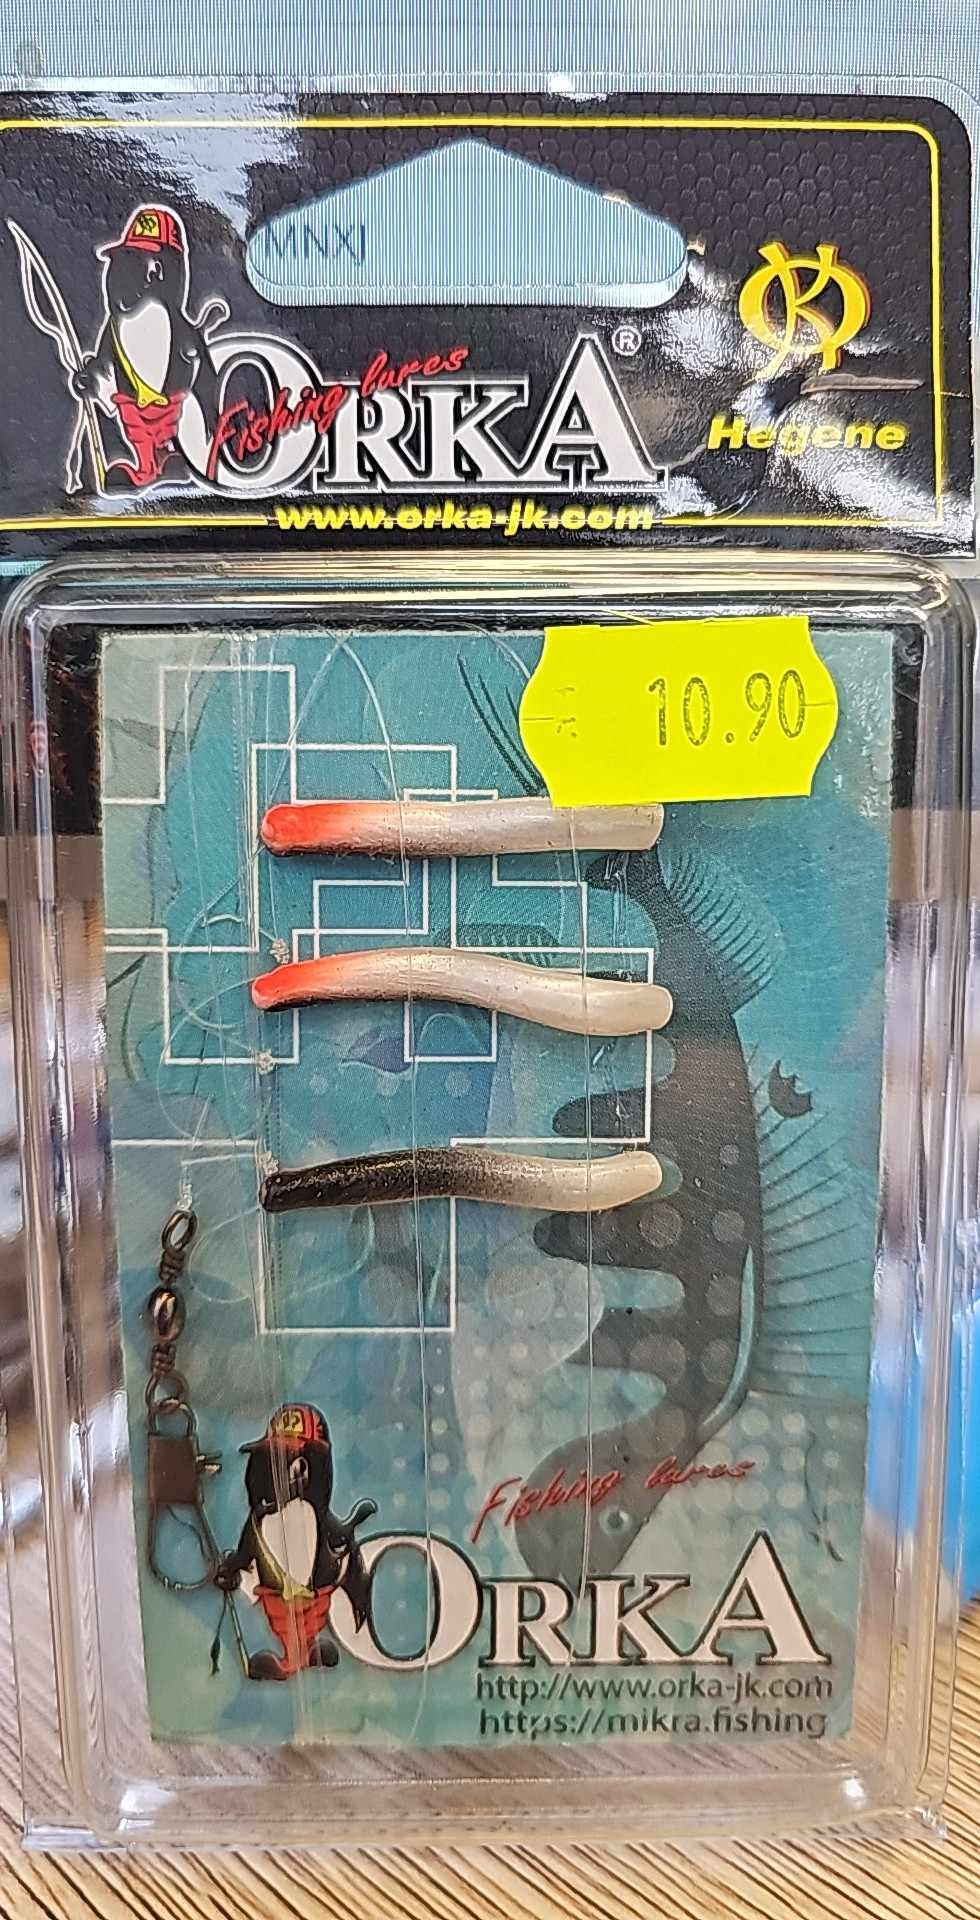 MNXJ
Fishing lures
ORKA®
Hegene
www.orka-jk.com
10.90
Fishing lures
ORKA
http://www.orka-jk.com
https://mikra.fishing